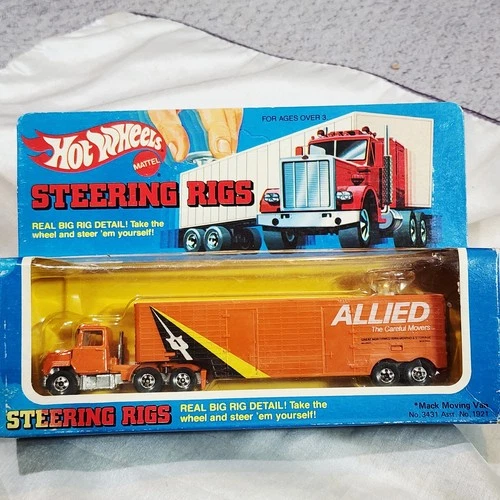 FOR AGES OVER 3
Hot Wheels
MATTEL
STEERING RIGS
REAL BIG RIG DETAIL! Take the
wheel and steer 'em yourself!
ALLIED
The Careful Movers
STEERING RIGS
REAL BIG RIG DETAIL! Take the
wheel and steer 'em yourself!
*Mack Moving Van
No. 3431 Asst. No. 1921